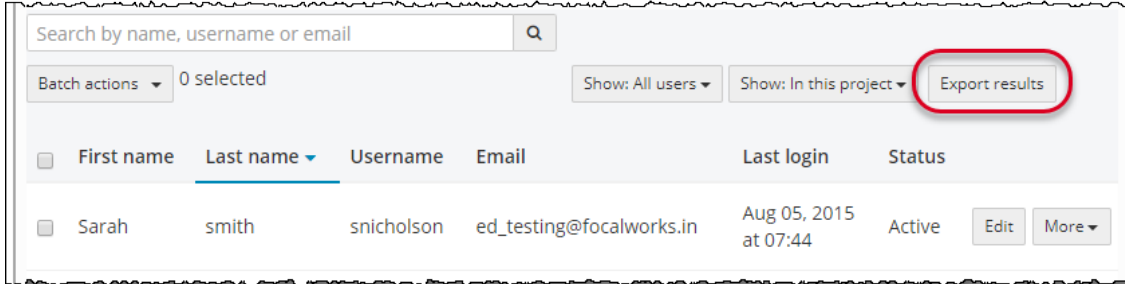 Search by name, username or email
Batch actions 0 selected Show: All users Show: In this project Export results
First name Last name Username Email Last login Status
Sarah smith snicholson ed_testing@focalworks.in Aug 05, 2015 Active Edit More
at 07:44